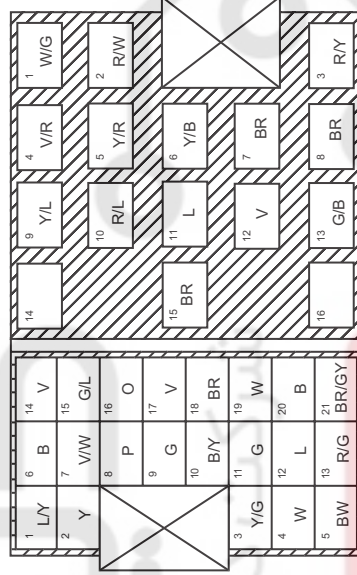 1 W/G
2 R/W
3 R/Y
4 V/R
5 Y/R
6 Y/B
7 BR
8 BR
9 Y/L
10 R/L
11 L
12 V
13 G/B
14
15 BR
16
14 V
15 G/L
16 O
17 V
18 BR
19 W
20 B
21 BR/GY
6 B
7 V/W
8 P
9 G
10 B/Y
11 G
12 L
13 R/G
1 L/Y
2 Y
3 Y/G
4 W
5 BW